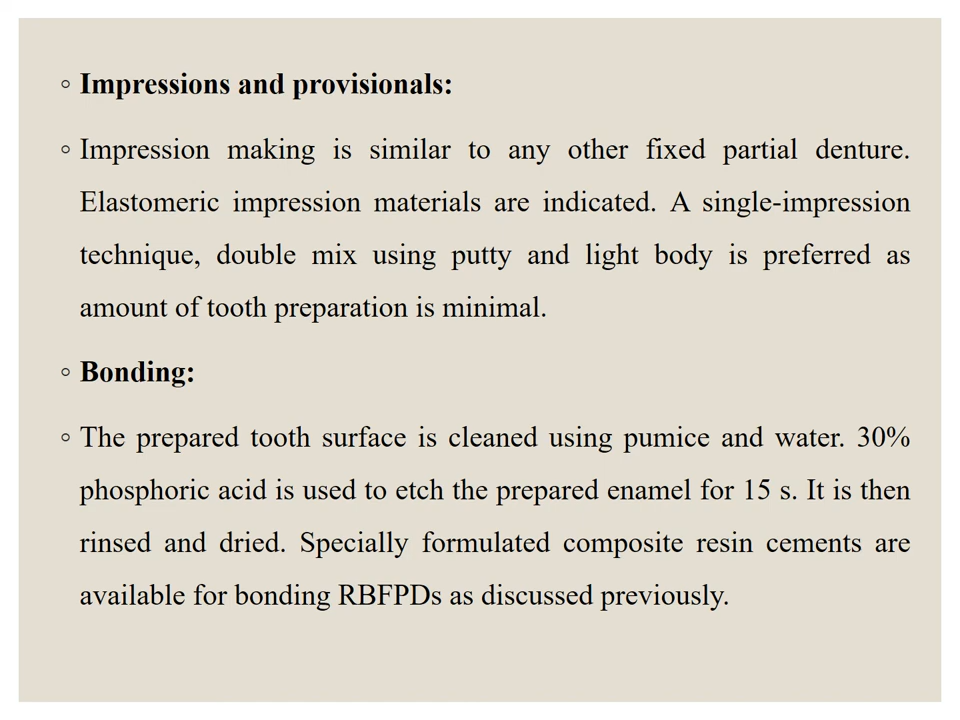 ◦ Impressions and provisionals:
◦ Impression making is similar to any other fixed partial denture.
Elastomeric impression materials are indicated. A single-impression
technique, double mix using putty and light body is preferred as
amount of tooth preparation is minimal.
◦ Bonding:
◦ The prepared tooth surface is cleaned using pumice and water. 30%
phosphoric acid is used to etch the prepared enamel for 15 s. It is then
rinsed and dried. Specially formulated composite resin cements are
available for bonding RBFPDs as discussed previously.